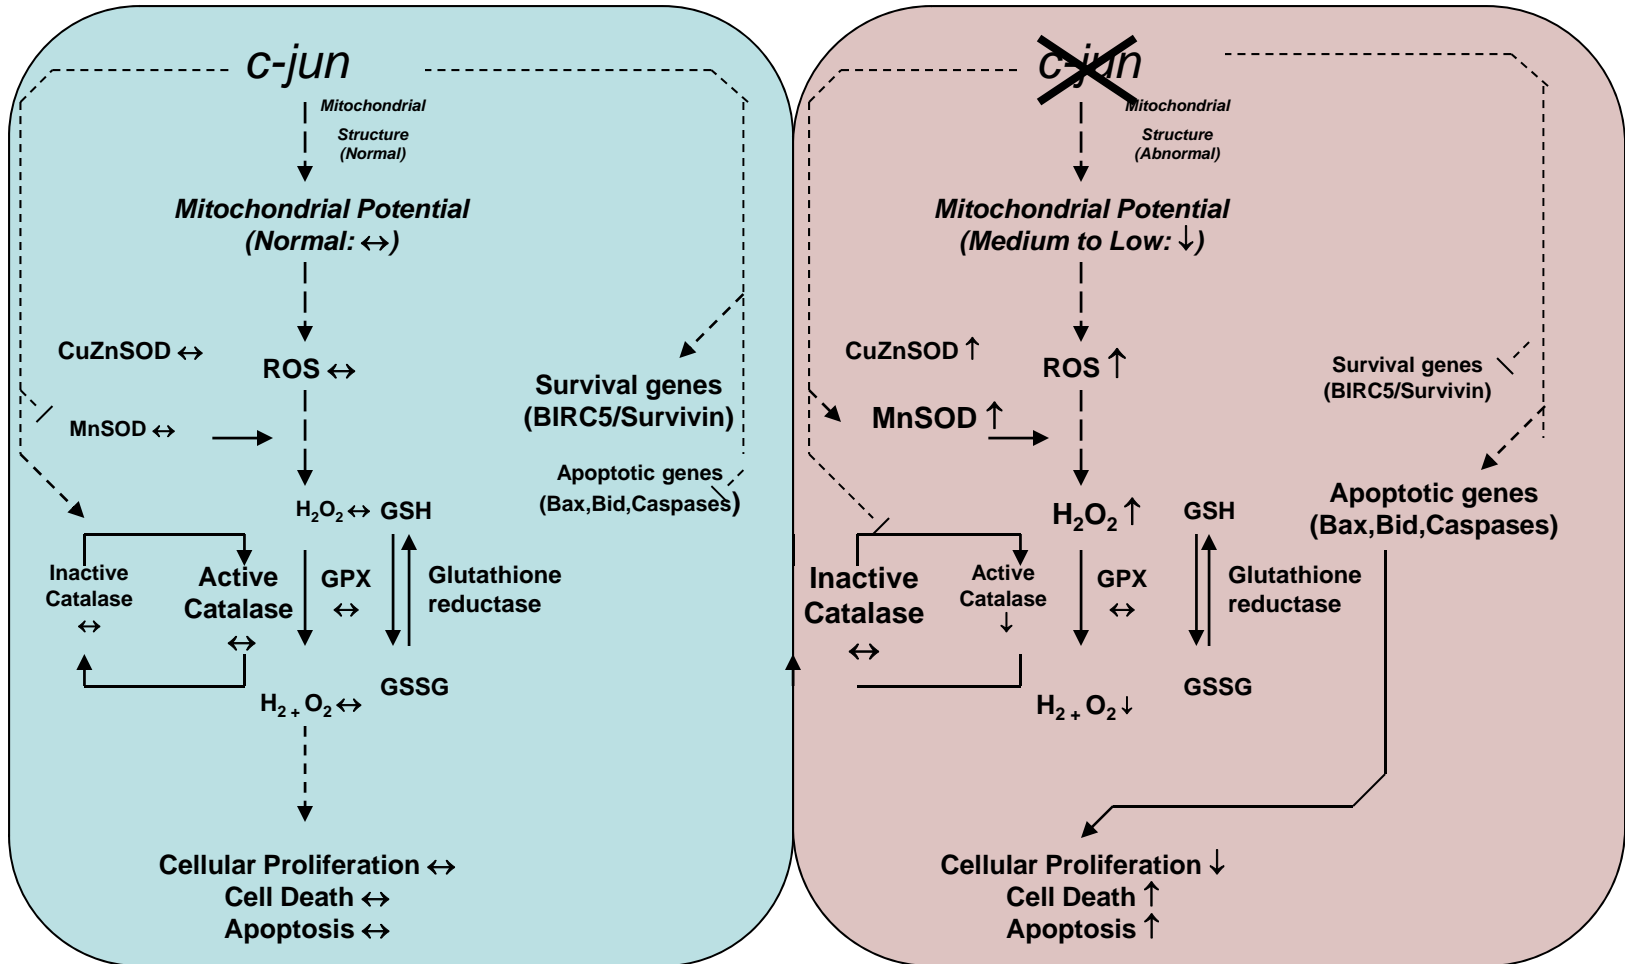 c-jun
Mitochondrial
Structure
(Normal)
Mitochondrial Potential
(Normal: ↔)
CuZnSOD ↔
ROS ↔
Survival genes
(BIRC5/Survivin)
MnSOD ↔
Apoptotic genes
(Bax,Bid,Caspases)
H₂O₂ ↔ GSH
Inactive
Catalase
↔
Active
Catalase
↔
GPX
↔
Glutathione
reductase
GSSG
H₂ + O₂ ↔
Cellular Proliferation ↔
Cell Death ↔
Apoptosis ↔
c-jun
Mitochondrial
Structure
(Abnormal)
Mitochondrial Potential
(Medium to Low: ↓)
CuZnSOD ↑
ROS ↑
Survival genes
(BIRC5/Survivin)
MnSOD ↑
Apoptotic genes
(Bax,Bid,Caspases)
H₂O₂ ↑
GSH
Inactive
Catalase
↔
Active
Catalase
↓
GPX
↔
Glutathione
reductase
GSSG
H₂ + O₂ ↓
Cellular Proliferation ↓
Cell Death ↑
Apoptosis ↑